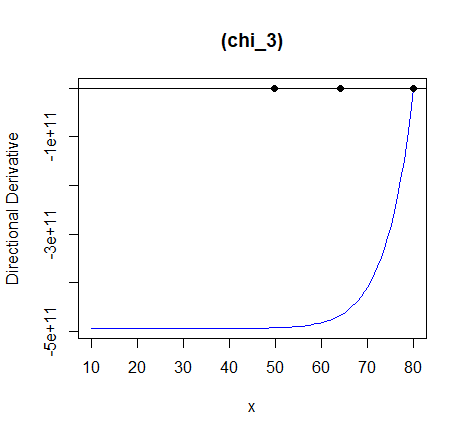 (chi_3)
Directional Derivative
-1e+11
-3e+11
-5e+11
10 20 30 40 50 60 70 80
x